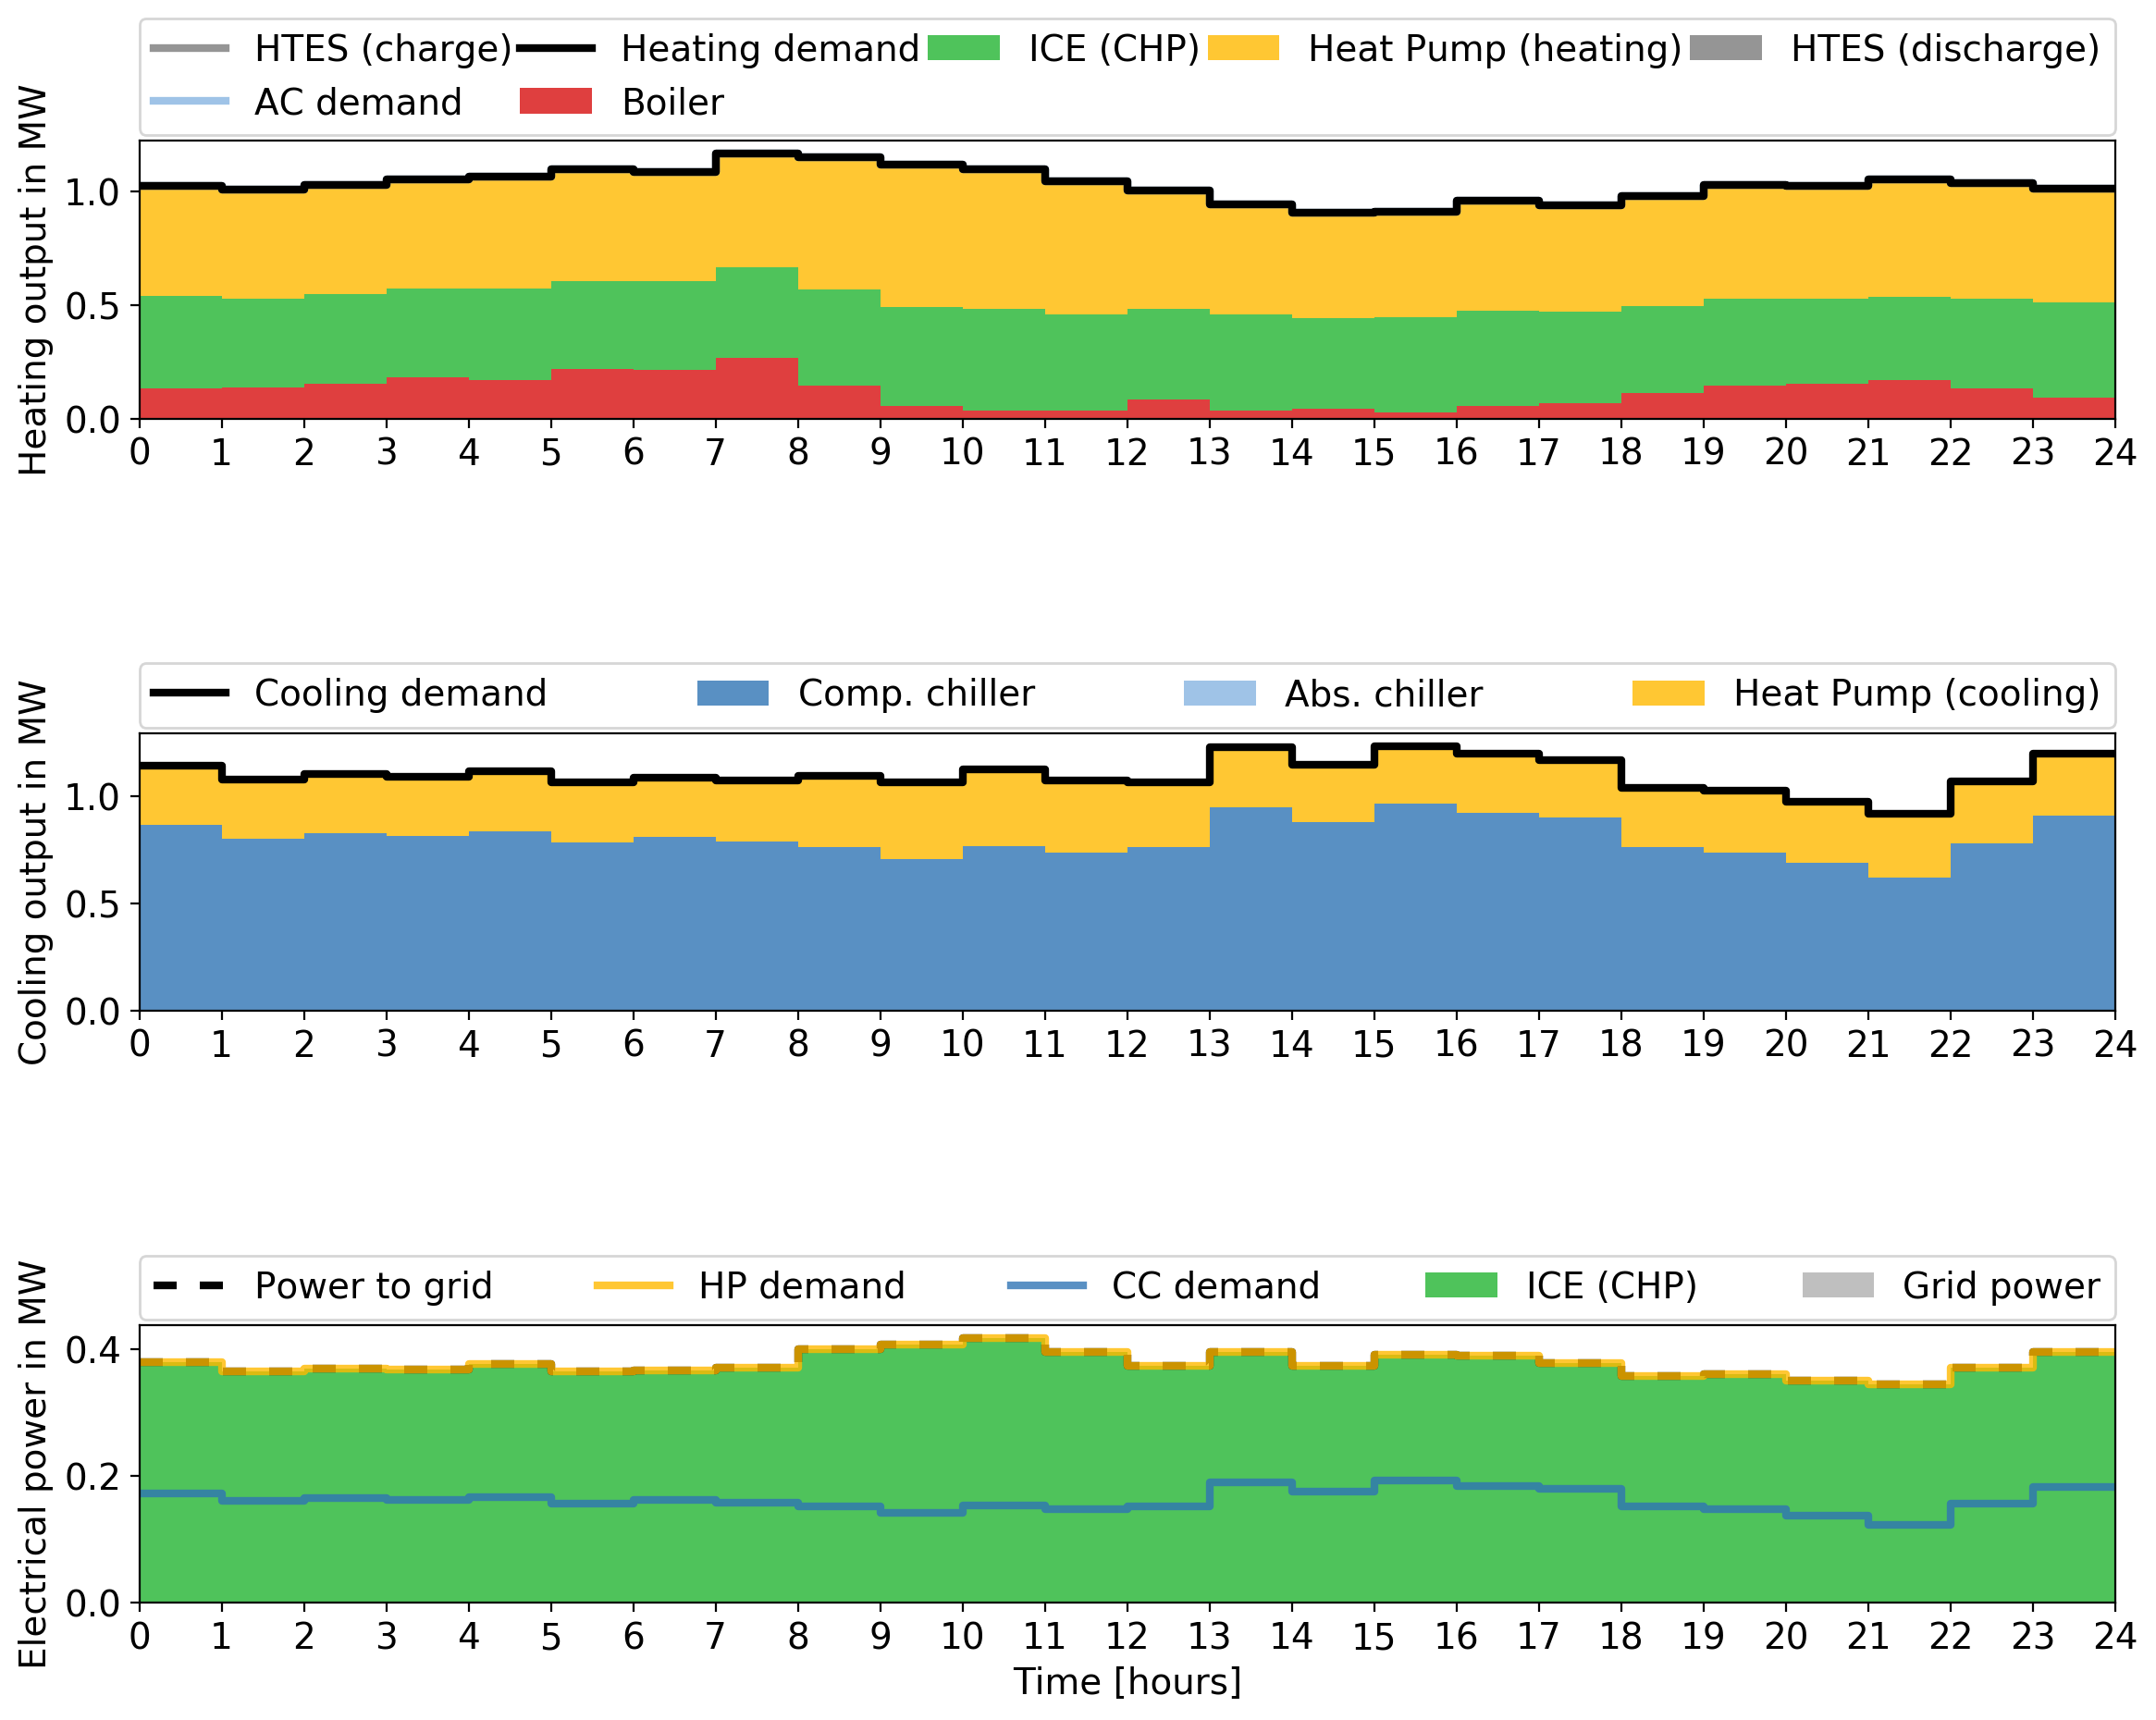 HTES (charge) Heating demand ICE (CHP) Heat Pump (heating) HTES (discharge)
AC demand Boiler
Heating output in MW
1.0
0.5
0.0
0 1 2 3 4 5 6 7 8 9 10 11 12 13 14 15 16 17 18 19 20 21 22 23 24
Cooling demand Comp. chiller Abs. chiller Heat Pump (cooling)
Cooling output in MW
1.0
0.5
0.0
0 1 2 3 4 5 6 7 8 9 10 11 12 13 14 15 16 17 18 19 20 21 22 23 24
Power to grid HP demand CC demand ICE (CHP) Grid power
Electrical power in MW
0.4
0.2
0.0
0 1 2 3 4 5 6 7 8 9 10 11 12 13 14 15 16 17 18 19 20 21 22 23 24
Time [hours]